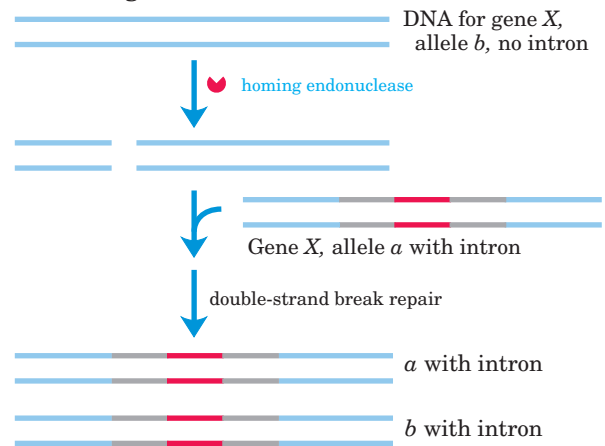 DNA for gene X,
allele b, no intron
homing endonuclease
Gene X, allele a with intron
double-strand break repair
a with intron
b with intron